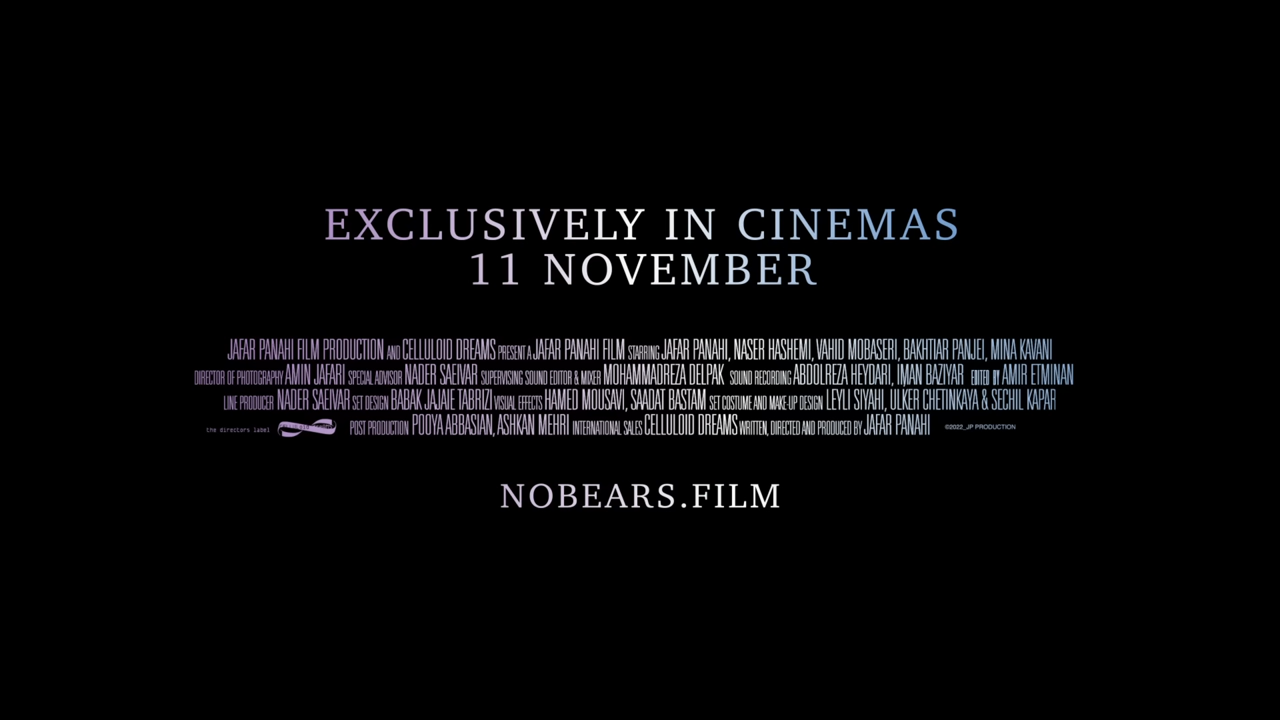 EXCLUSIVELY IN CINEMAS
11 NOVEMBER
JAFAR PANAHI FILM PRODUCTION AND CELLULOID DREAMS PRESENT A JAFAR PANAHI FILM STARRING JAFAR PANAHI, NASER HASHEMI, VAHID MOBASERI, BAKHTIAR PANJEI, MINA KAVANI
DIRECTOR OF PHOTOGRAPHY AMIN JAFARI SPECIAL ADVISOR NADER SAEIVAR SUPERVISING SOUND EDITOR & MIXER MOHAMMADREZA DELPAK SOUND RECORDING ABDOLREZA HEYDARI, IMAN BAZIYAR EDITED BY AMIR ETMINAN
LINE PRODUCER NADER SAEIVAR SET DESIGN BABAK JAJAIE TABRIZI VISUAL EFFECTS HAMED MOUSAVI, SAADAT BASTAM SET COSTUME AND MAKE-UP DESIGN LEYLI SIYAHI, ULKER CHETINKAYA & SECHIL KAPAR
the directors label POST PRODUCTION POOYA ABBASIAN, ASHKAN MEHRI INTERNATIONAL SALES CELLULOID DREAMS WRITTEN, DIRECTED AND PRODUCED BY JAFAR PANAHI ©2022_JP PRODUCTION
NOBEARS.FILM